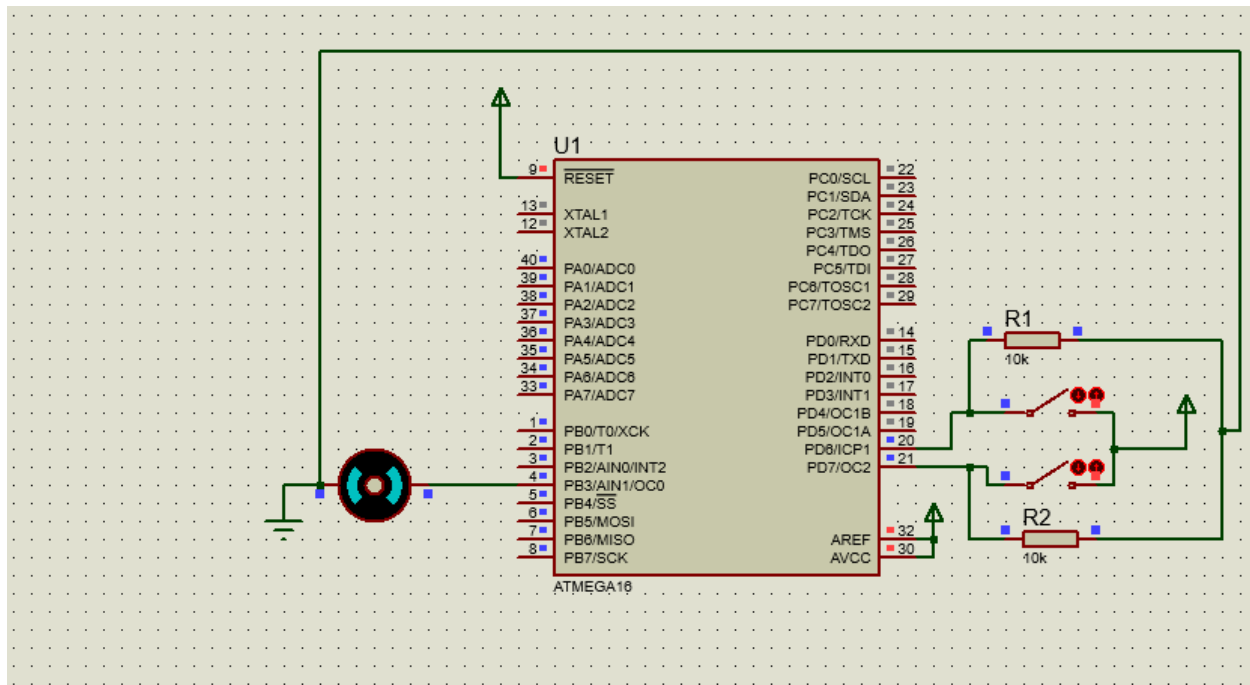 U1
9
RESET
13
XTAL1
12
XTAL2
40
PA0/ADC0
39
PA1/ADC1
38
PA2/ADC2
37
PA3/ADC3
36
PA4/ADC4
35
PA5/ADC5
34
PA6/ADC6
33
PA7/ADC7
1
PB0/T0/XCK
2
PB1/T1
3
PB2/AIN0/INT2
4
PB3/AIN1/OC0
5
PB4/SS
6
PB5/MOSI
7
PB6/MISO
8
PB7/SCK
PC0/SCL
22
PC1/SDA
23
PC2/TCK
24
PC3/TMS
25
PC4/TDO
26
PC5/TDI
27
PC6/TOSC1
28
PC7/TOSC2
29
PD0/RXD
14
PD1/TXD
15
PD2/INT0
16
PD3/INT1
17
PD4/OC1B
18
PD5/OC1A
19
PD6/ICP1
20
PD7/OC2
21
AREF
32
AVCC
30
ATMEGA16
R1
10k
R2
10k